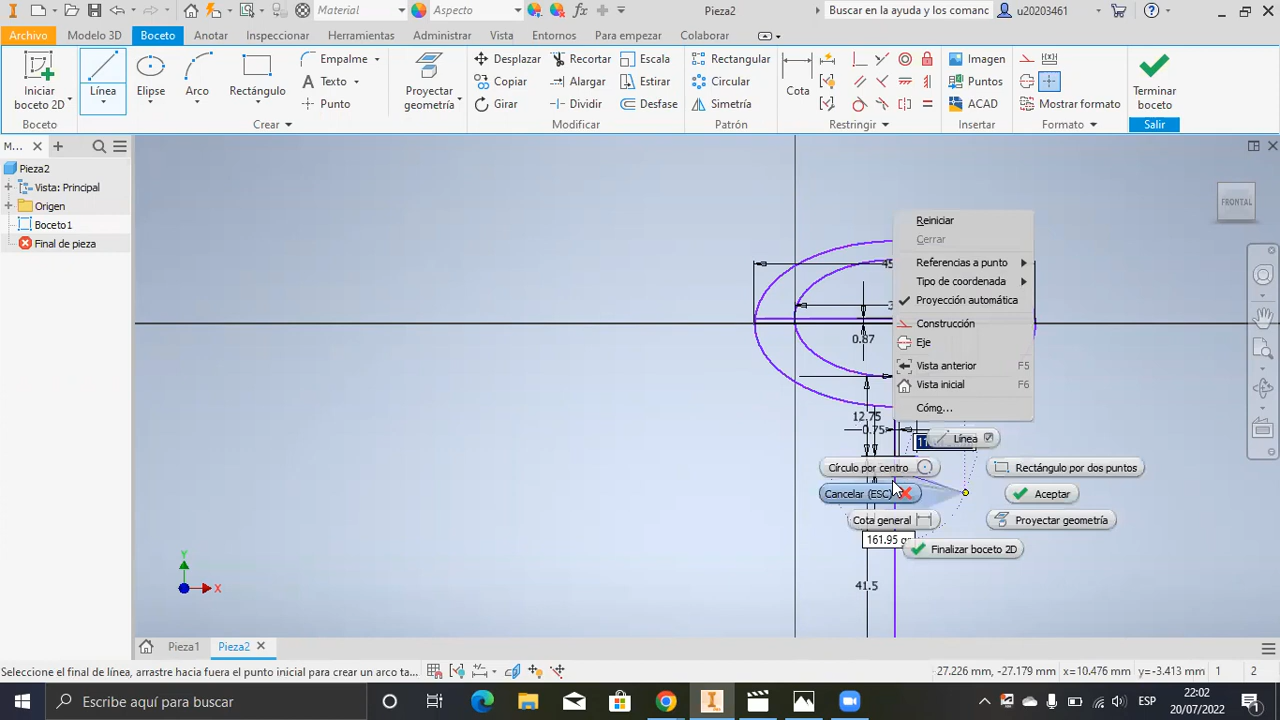 Material Aspecto Pieza2 Buscar en la ayuda y los comanc u20203461
Archivo Modelo 3D Boceto Anotar Inspeccionar Herramientas Administrar Vista Entornos Para empezar Colaborar
Iniciar boceto 2D Línea Elipse Arco Rectángulo
Empalme
Texto
Punto
Proyectar geometría
Desplazar Recortar Escala
Copiar Alargar Estirar
Girar Dividir Desfase
Rectangular
Circular
Simetría
Cota
Imagen
Puntos
ACAD
Mostrar formato
Terminar boceto
Boceto Crear Modificar Patrón Restringir Insertar Formato Salir
M...
Pieza2
Vista: Principal
Origen
Boceto1
Final de pieza
FRONTAL
45
3
0.87
12.75
0.75
41.5
Reiniciar
Cerrar
Referencias a punto
Tipo de coordenada
Proyección automática
Construcción
Eje
Vista anterior F5
Vista inicial F6
Cómo...
11
Línea
Círculo por centro Rectángulo por dos puntos
Cancelar (ESC) Aceptar
Cota general Proyectar geometría
161.95 gr
Finalizar boceto 2D
Y
X
Pieza1 Pieza2
Seleccione el final de línea, arrastre hacia fuera el punto inicial para crear un arco ta...
27.226 mm, -27.179 mm x=10.476 mm y=-3.413 mm 1 2
Escribe aquí para buscar
ESP
22:02
20/07/2022
1